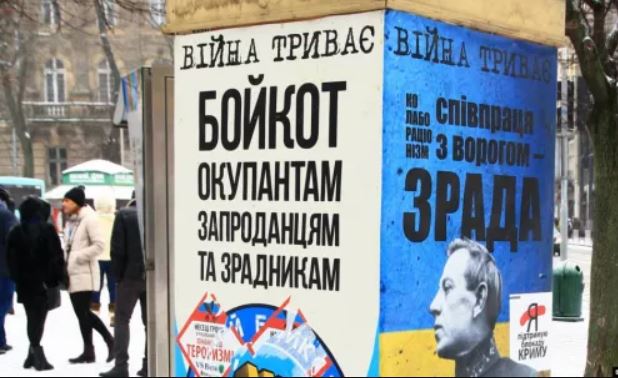 ВІЙНА ТРИВАЄ
БОЙКОТ
ОКУПАНТАМ
ЗАПРОДАНЦЯМ
ТА ЗРАДНИКАМ
ТЕРОРИЗМ
ВІЙНА ТРИВАЄ
КО
ЛАБО
РАЦІО
НІЗМ
співпраця
з ворогом –
ЗРАДА
Я
підтримую
блокаду
КРИМУ